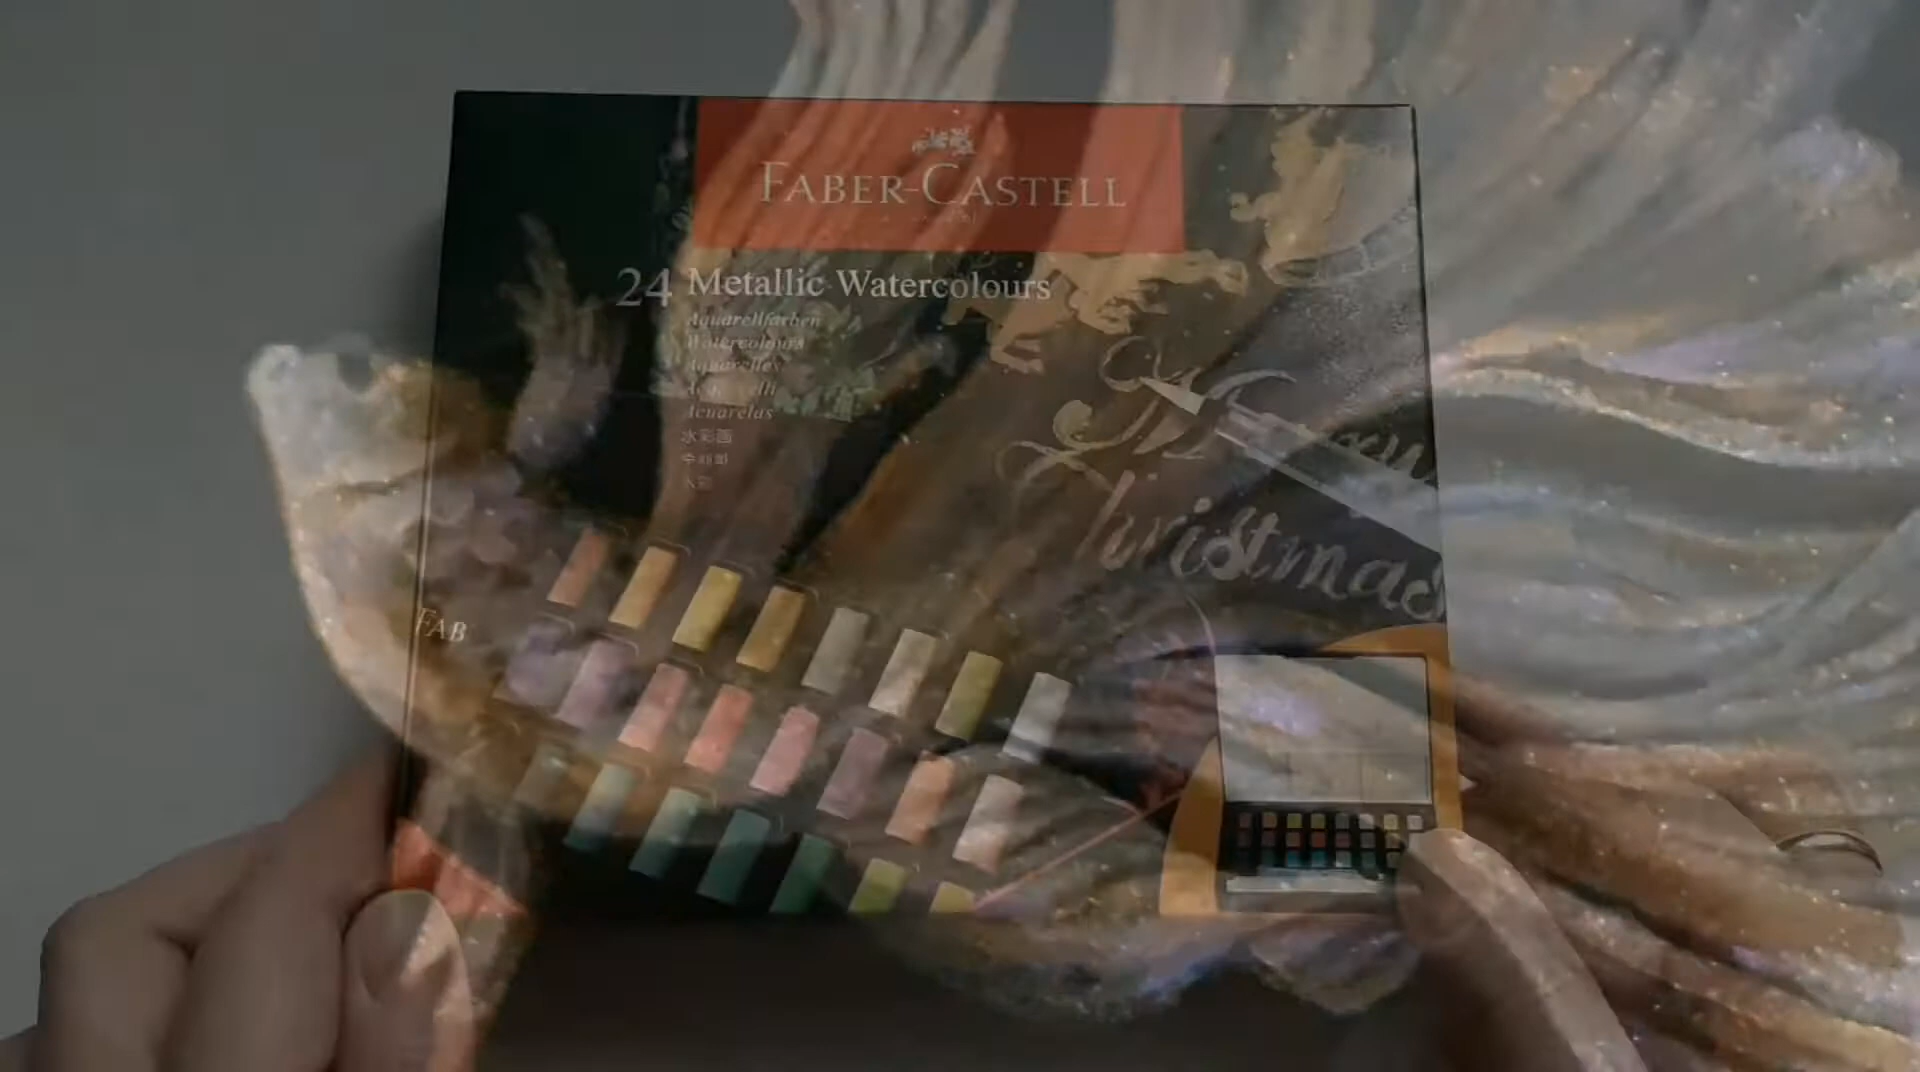 FABER-CASTELL
24 Metallic Watercolours
Aquarellfarben
Watercolours
Aquarelles
Acuarelas
水彩画
FAB
Christmas